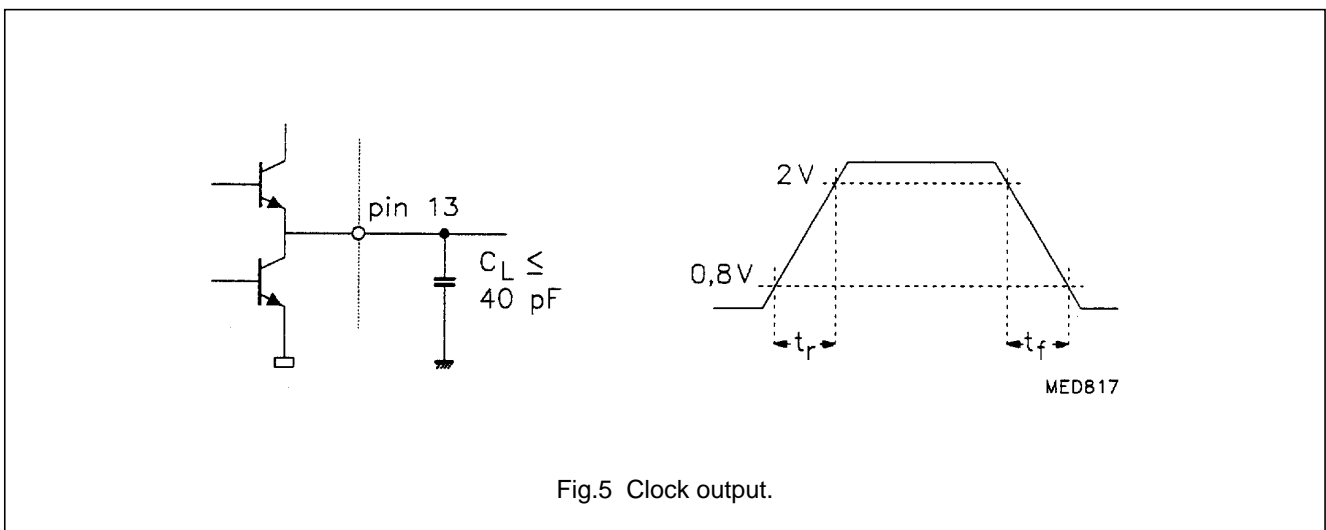 pin 13
C_L ≤
40 pF
2 V
0,8 V
t_r
t_f
MED817
Fig.5 Clock output.